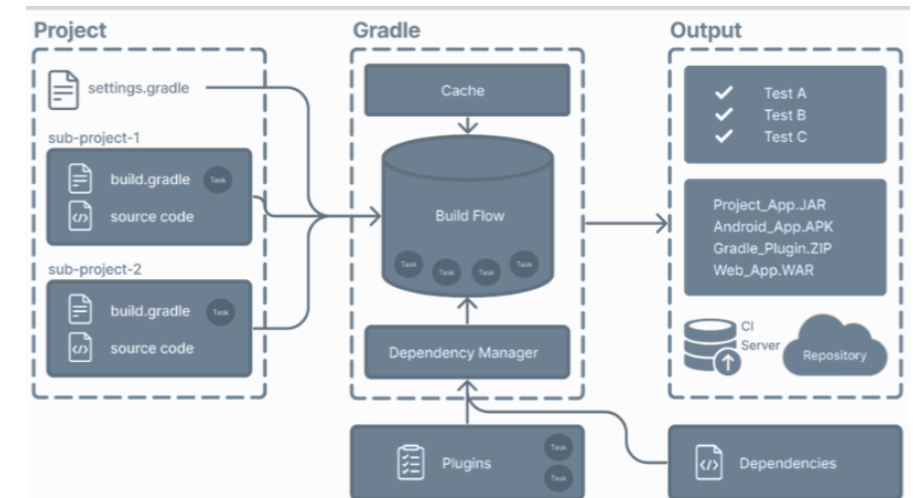 Project
settings.gradle
sub-project-1
build.gradle
Task
source code
sub-project-2
build.gradle
Task
source code
Gradle
Cache
Build Flow
Task
Task
Task
Task
Dependency Manager
Plugins
Task
Task
Output
Test A
Test B
Test C
Project_App.JAR
Android_App.APK
Gradle_Plugin.ZIP
Web_App.WAR
CI
Server
Repository
Dependencies